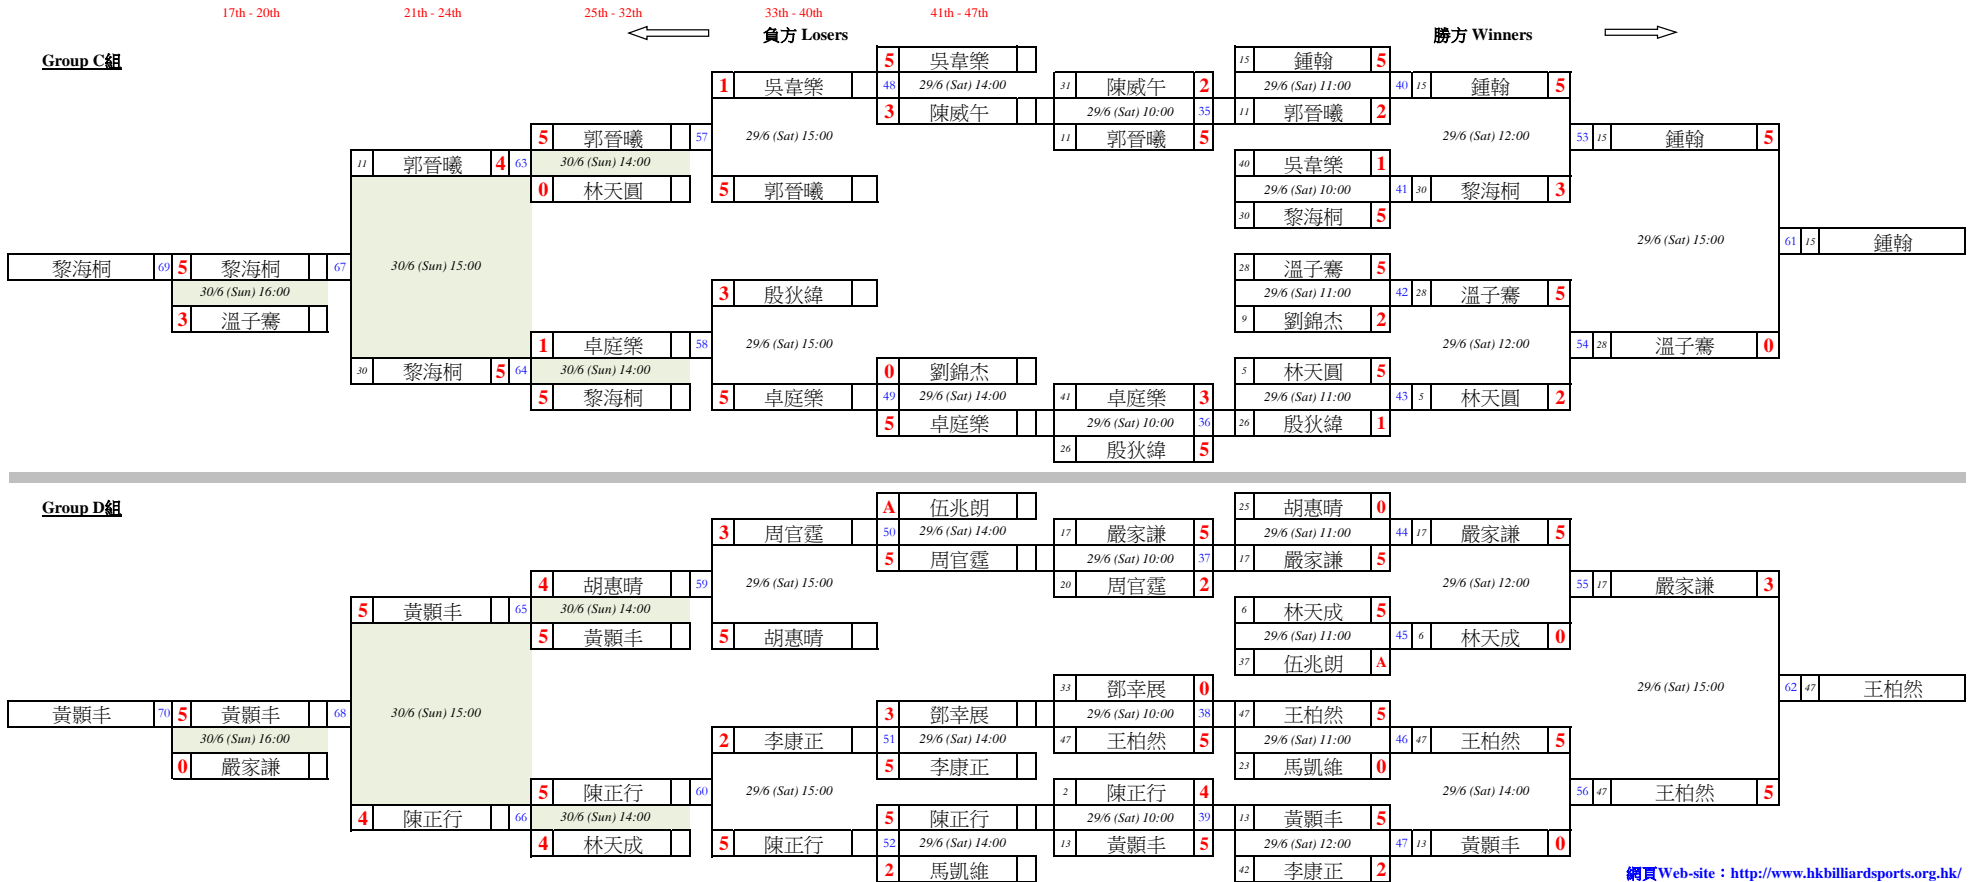 17th - 20th 21th - 24th 25th - 32th 33th - 40th 41th - 47th
負方 Losers 勝方 Winners
Group C組
5 吳韋樂 15 鍾翰 5
1 吳韋樂 48 29/6 (Sat) 14:00 31 陳威午 2 29/6 (Sat) 11:00 40 15 鍾翰 5
3 陳威午 29/6 (Sat) 10:00 35 11 郭晉曦 2
5 郭晉曦 57 29/6 (Sat) 15:00 11 郭晉曦 5 29/6 (Sat) 12:00 53 15 鍾翰 5
11 郭晉曦 4 63 30/6 (Sun) 14:00 40 吳韋樂 1
0 林天圓 5 郭晉曦 29/6 (Sat) 10:00 41 30 黎海桐 3
30 黎海桐 5
29/6 (Sat) 15:00 61 15 鍾翰
黎海桐 69 5 黎海桐 67 30/6 (Sun) 15:00 28 溫子騫 5
30/6 (Sun) 16:00 3 殷狄緯 29/6 (Sat) 11:00 42 28 溫子騫 5
3 溫子騫 9 劉錦杰 2
1 卓庭樂 58 29/6 (Sat) 15:00 29/6 (Sat) 12:00 54 28 溫子騫 0
30 黎海桐 5 64 30/6 (Sun) 14:00 0 劉錦杰 5 林天圓 5
5 黎海桐 5 卓庭樂 49 29/6 (Sat) 14:00 41 卓庭樂 3 29/6 (Sat) 11:00 43 5 林天圓 2
5 卓庭樂 29/6 (Sat) 10:00 36 26 殷狄緯 1
26 殷狄緯 5
Group D組
A 伍兆朗 25 胡惠晴 0
3 周官霆 50 29/6 (Sat) 14:00 17 嚴家謙 5 29/6 (Sat) 11:00 44 17 嚴家謙 5
5 周官霆 29/6 (Sat) 10:00 37 17 嚴家謙 5
4 胡惠晴 59 29/6 (Sat) 15:00 20 周官霆 2 29/6 (Sat) 12:00 55 17 嚴家謙 3
5 黃顥丰 65 30/6 (Sun) 14:00 6 林天成 5
5 黃顥丰 5 胡惠晴 29/6 (Sat) 11:00 45 6 林天成 0
37 伍兆朗 A
33 鄧幸展 0 29/6 (Sat) 15:00 62 47 王柏然
黃顥丰 70 5 黃顥丰 68 30/6 (Sun) 15:00 3 鄧幸展 29/6 (Sat) 10:00 38 47 王柏然 5
30/6 (Sun) 16:00 2 李康正 51 29/6 (Sat) 14:00 47 王柏然 5 29/6 (Sat) 11:00 46 47 王柏然 5
0 嚴家謙 5 李康正 23 馬凱維 0
5 陳正行 60 29/6 (Sat) 15:00 2 陳正行 4 29/6 (Sat) 14:00 56 47 王柏然 5
4 陳正行 66 30/6 (Sun) 14:00 5 陳正行 29/6 (Sat) 10:00 39 13 黃顥丰 5
4 林天成 5 陳正行 52 29/6 (Sat) 14:00 13 黃顥丰 5 29/6 (Sat) 12:00 47 13 黃顥丰 0
2 馬凱維 42 李康正 2
網頁Web-site：http://www.hkbilliardsports.org.hk/